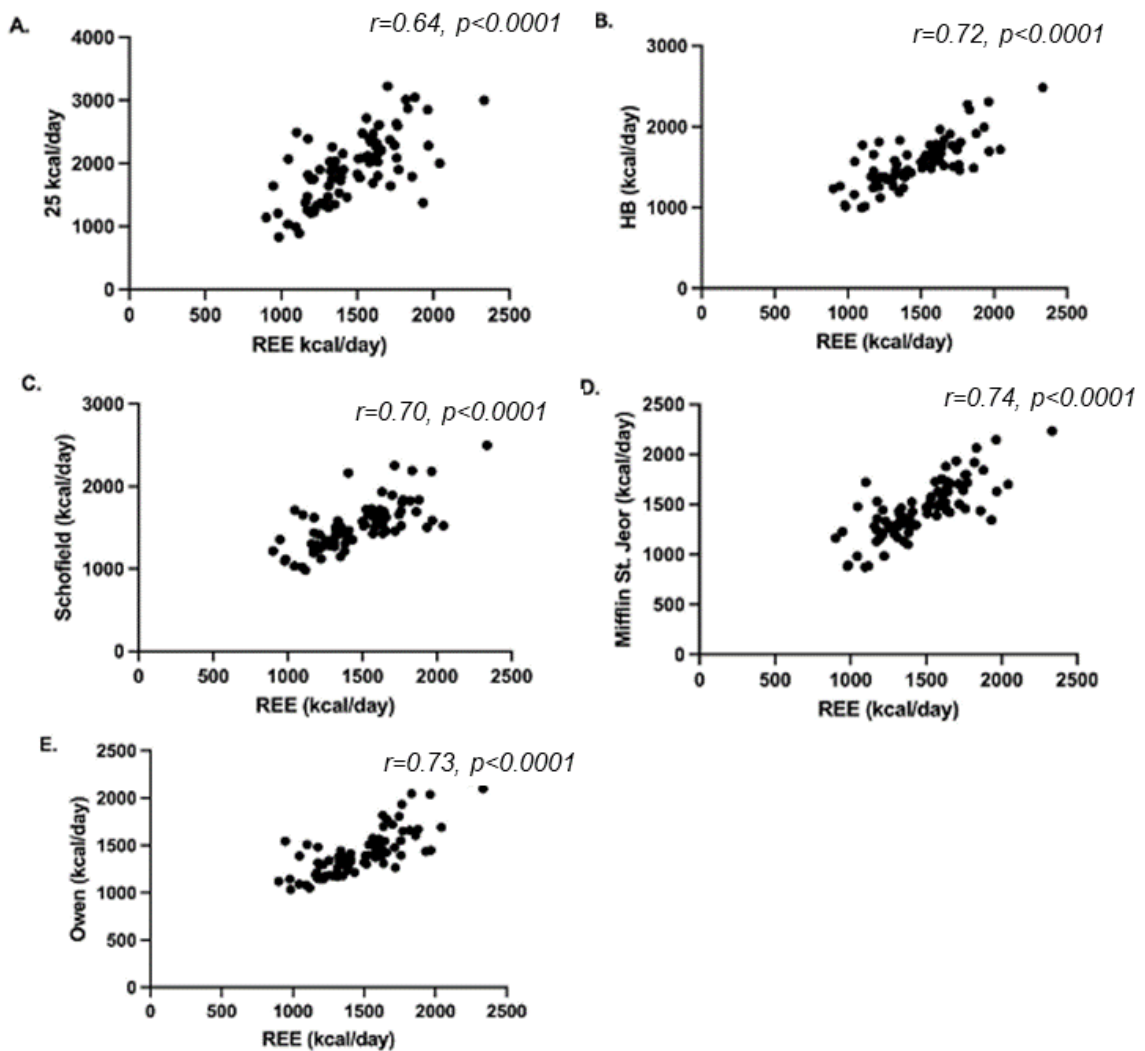 A.
r=0.64, p<0.0001
4000
3000
2000
1000
0
25 kcal/day
0 500 1000 1500 2000 2500
REE kcal/day)
B.
r=0.72, p<0.0001
3000
2000
1000
0
HB (kcal/day)
0 500 1000 1500 2000 2500
REE (kcal/day)
C.
r=0.70, p<0.0001
3000
2000
1000
0
Schofield (kcal/day)
0 500 1000 1500 2000 2500
REE (kcal/day)
D.
r=0.74, p<0.0001
2500
2000
1500
1000
500
0
Mifflin St. Jeor (kcal/day)
0 500 1000 1500 2000 2500
REE (kcal/day)
E.
r=0.73, p<0.0001
2500
2000
1500
1000
500
0
Owen (kcal/day)
0 500 1000 1500 2000 2500
REE (kcal/day)